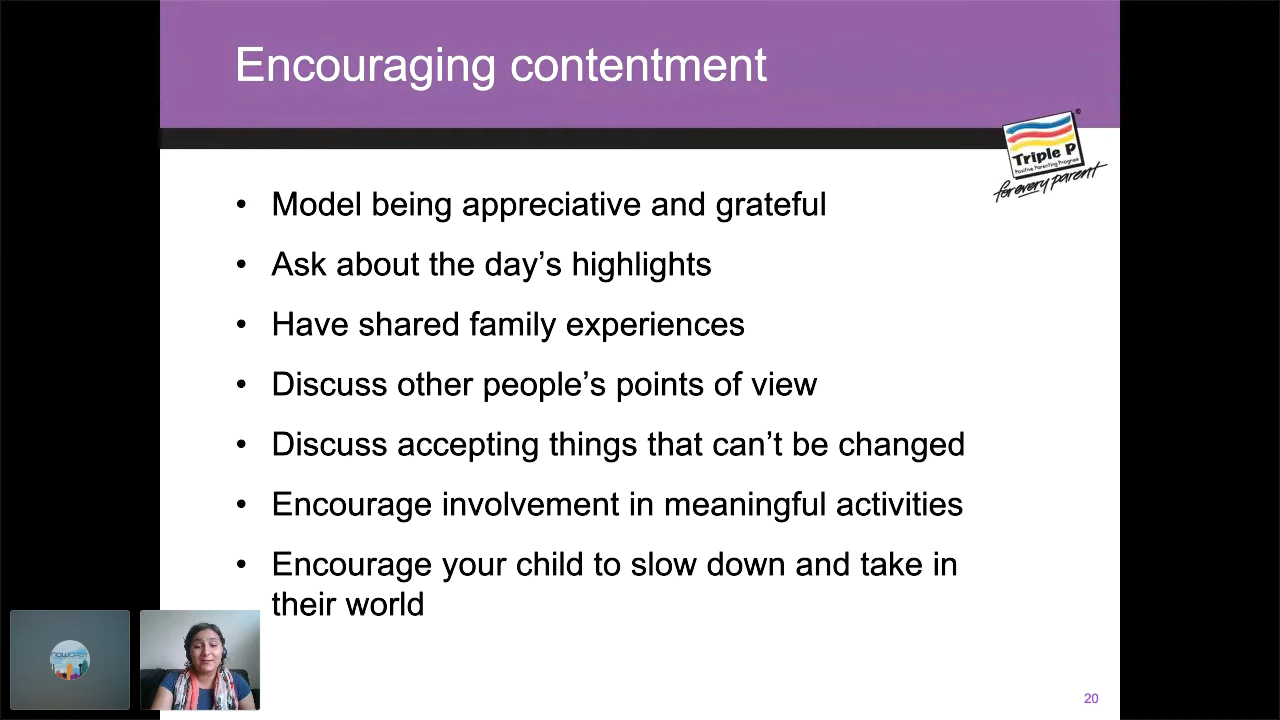 Encouraging contentment
Triple P
Positive Parenting Program
®
for every parent
• Model being appreciative and grateful
• Ask about the day’s highlights
• Have shared family experiences
• Discuss other people’s points of view
• Discuss accepting things that can’t be changed
• Encourage involvement in meaningful activities
• Encourage your child to slow down and take in
their world
20